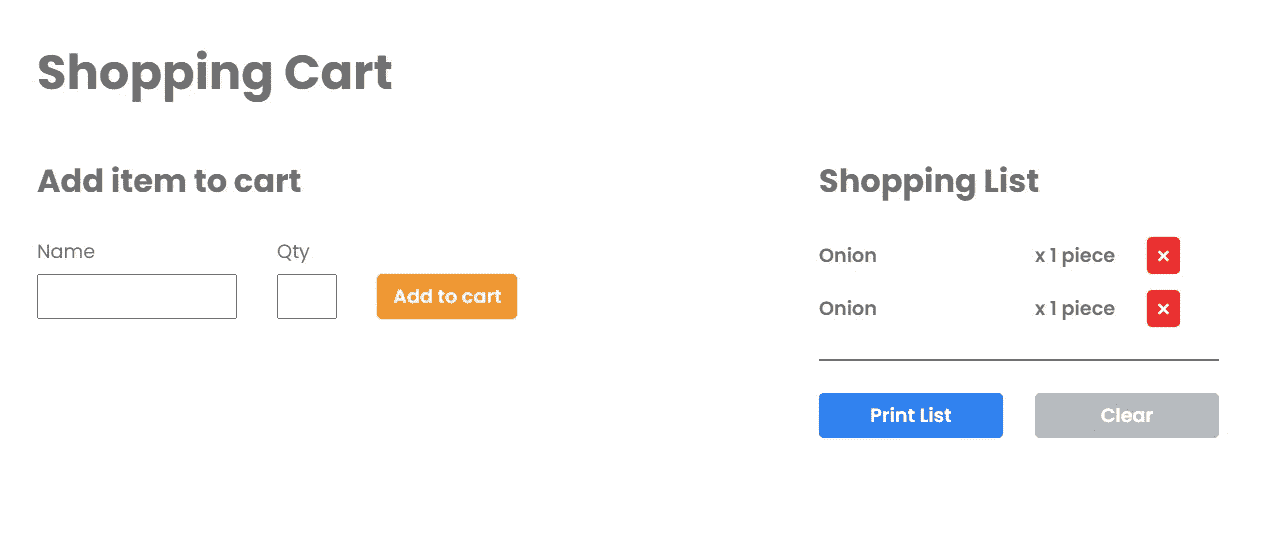 Shopping Cart
Add item to cart
Name Qty
Add to cart
Shopping List
Onion x 1 piece ×
Onion x 1 piece ×
Print List Clear